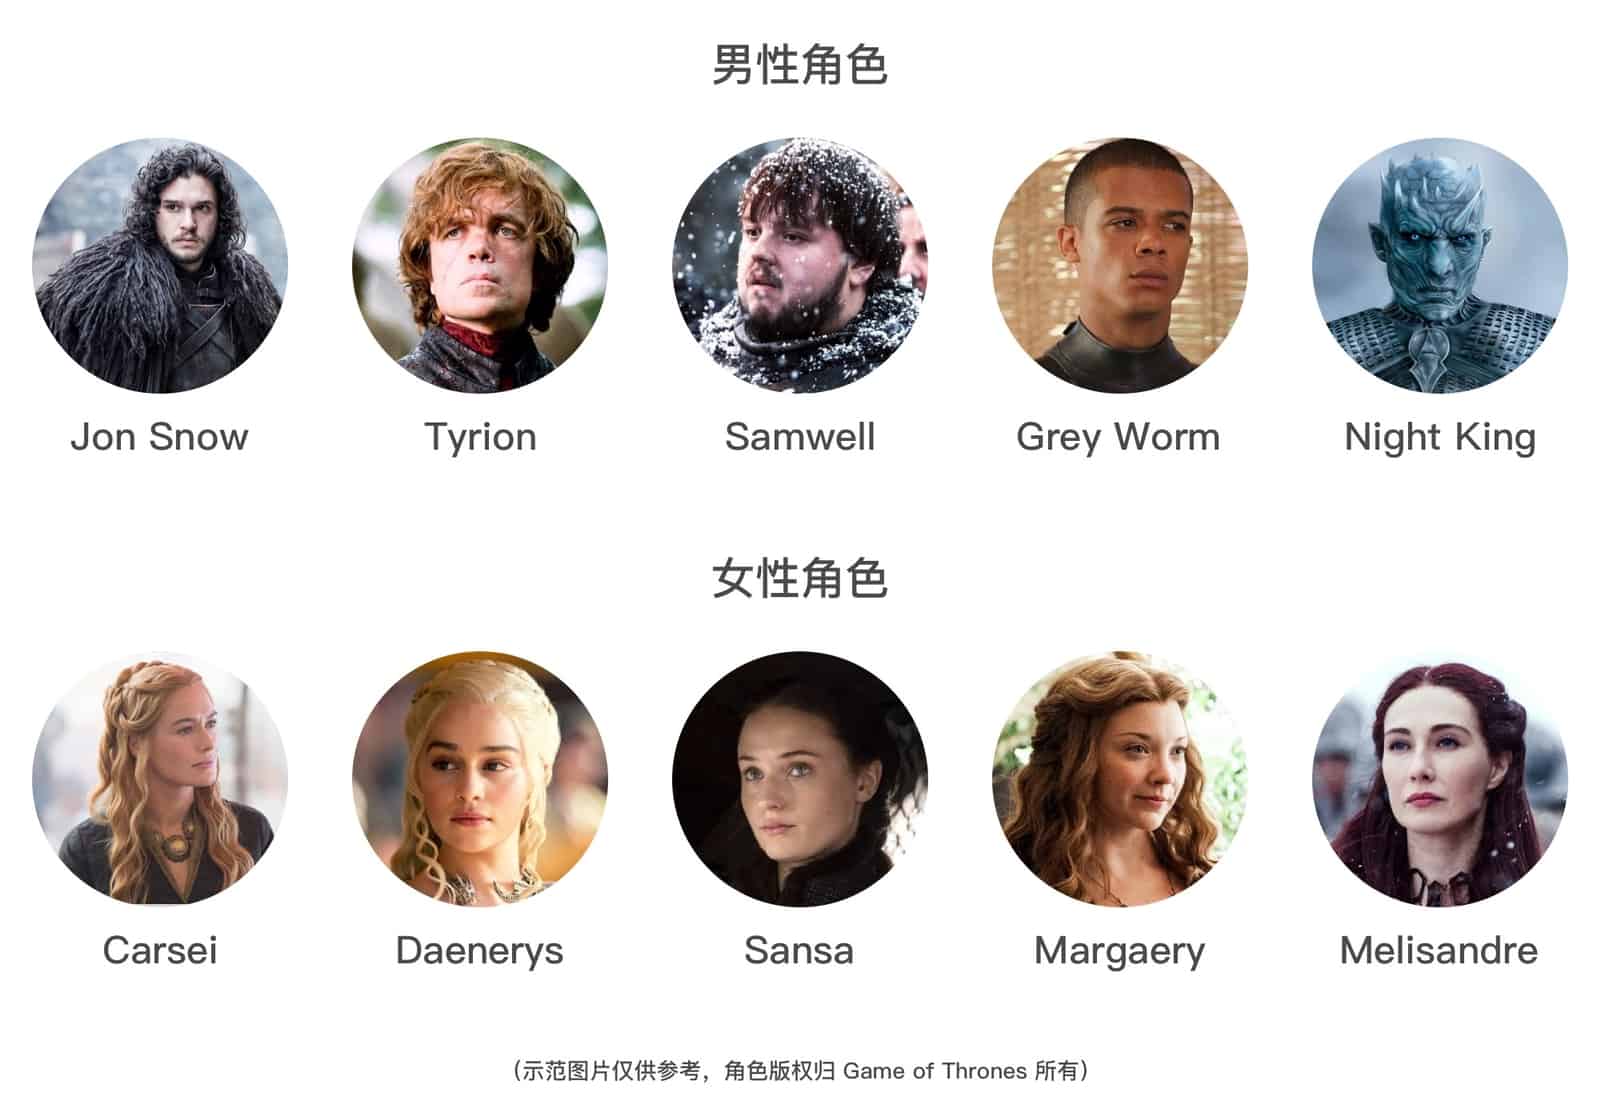 男性角色
Jon Snow
Tyrion
Samwell
Grey Worm
Night King
女性角色
Carsei
Daenerys
Sansa
Margaery
Melisandre
（示范图片仅供参考，角色版权归 Game of Thrones 所有）